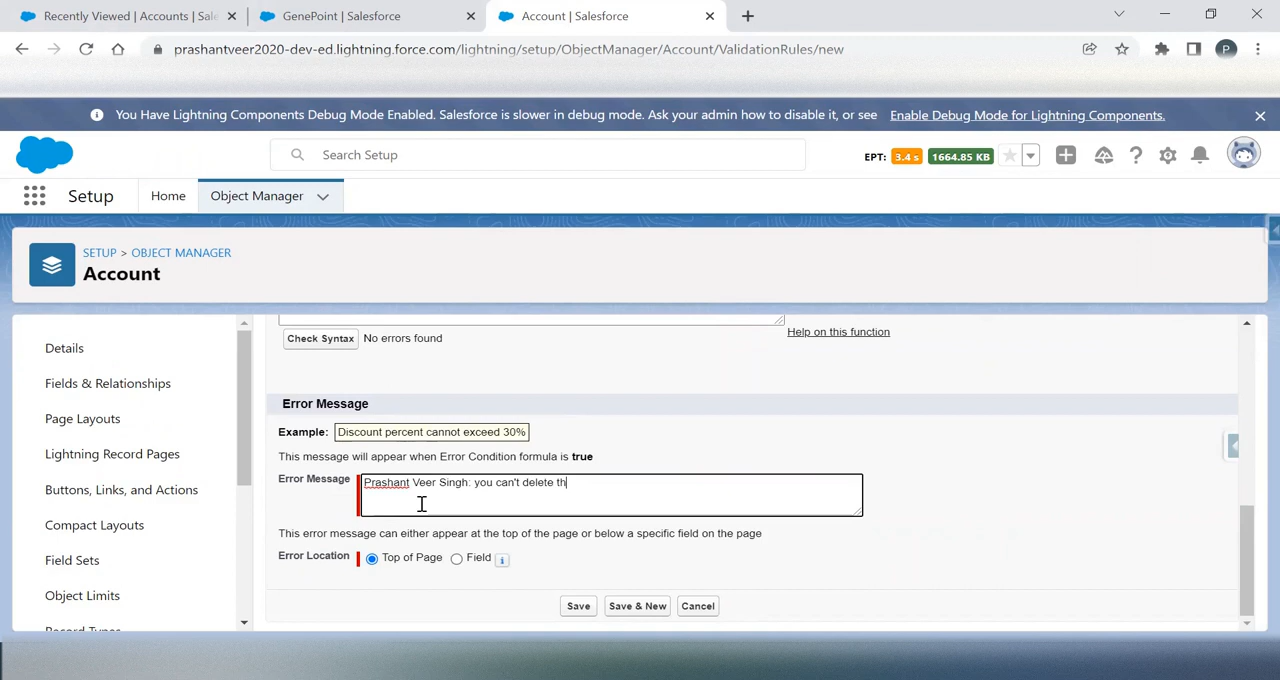 Recently Viewed | Accounts | Sale
GenePoint | Salesforce
Account | Salesforce
prashantveer2020-dev-ed.lightning.force.com/lightning/setup/ObjectManager/Account/ValidationRules/new
P
You Have Lightning Components Debug Mode Enabled. Salesforce is slower in debug mode. Ask your admin how to disable it, or see Enable Debug Mode for Lightning Components.
Search Setup
EPT: 3.4 s 1664.85 KB
Setup
Home
Object Manager
SETUP > OBJECT MANAGER
Account
Details
Fields & Relationships
Page Layouts
Lightning Record Pages
Buttons, Links, and Actions
Compact Layouts
Field Sets
Object Limits
Record Types
Check Syntax No errors found
Help on this function
Error Message
Example: Discount percent cannot exceed 30%
This message will appear when Error Condition formula is true
Error Message Prashant Veer Singh: you can't delete th
This error message can either appear at the top of the page or below a specific field on the page
Error Location Top of Page Field i
Save Save & New Cancel